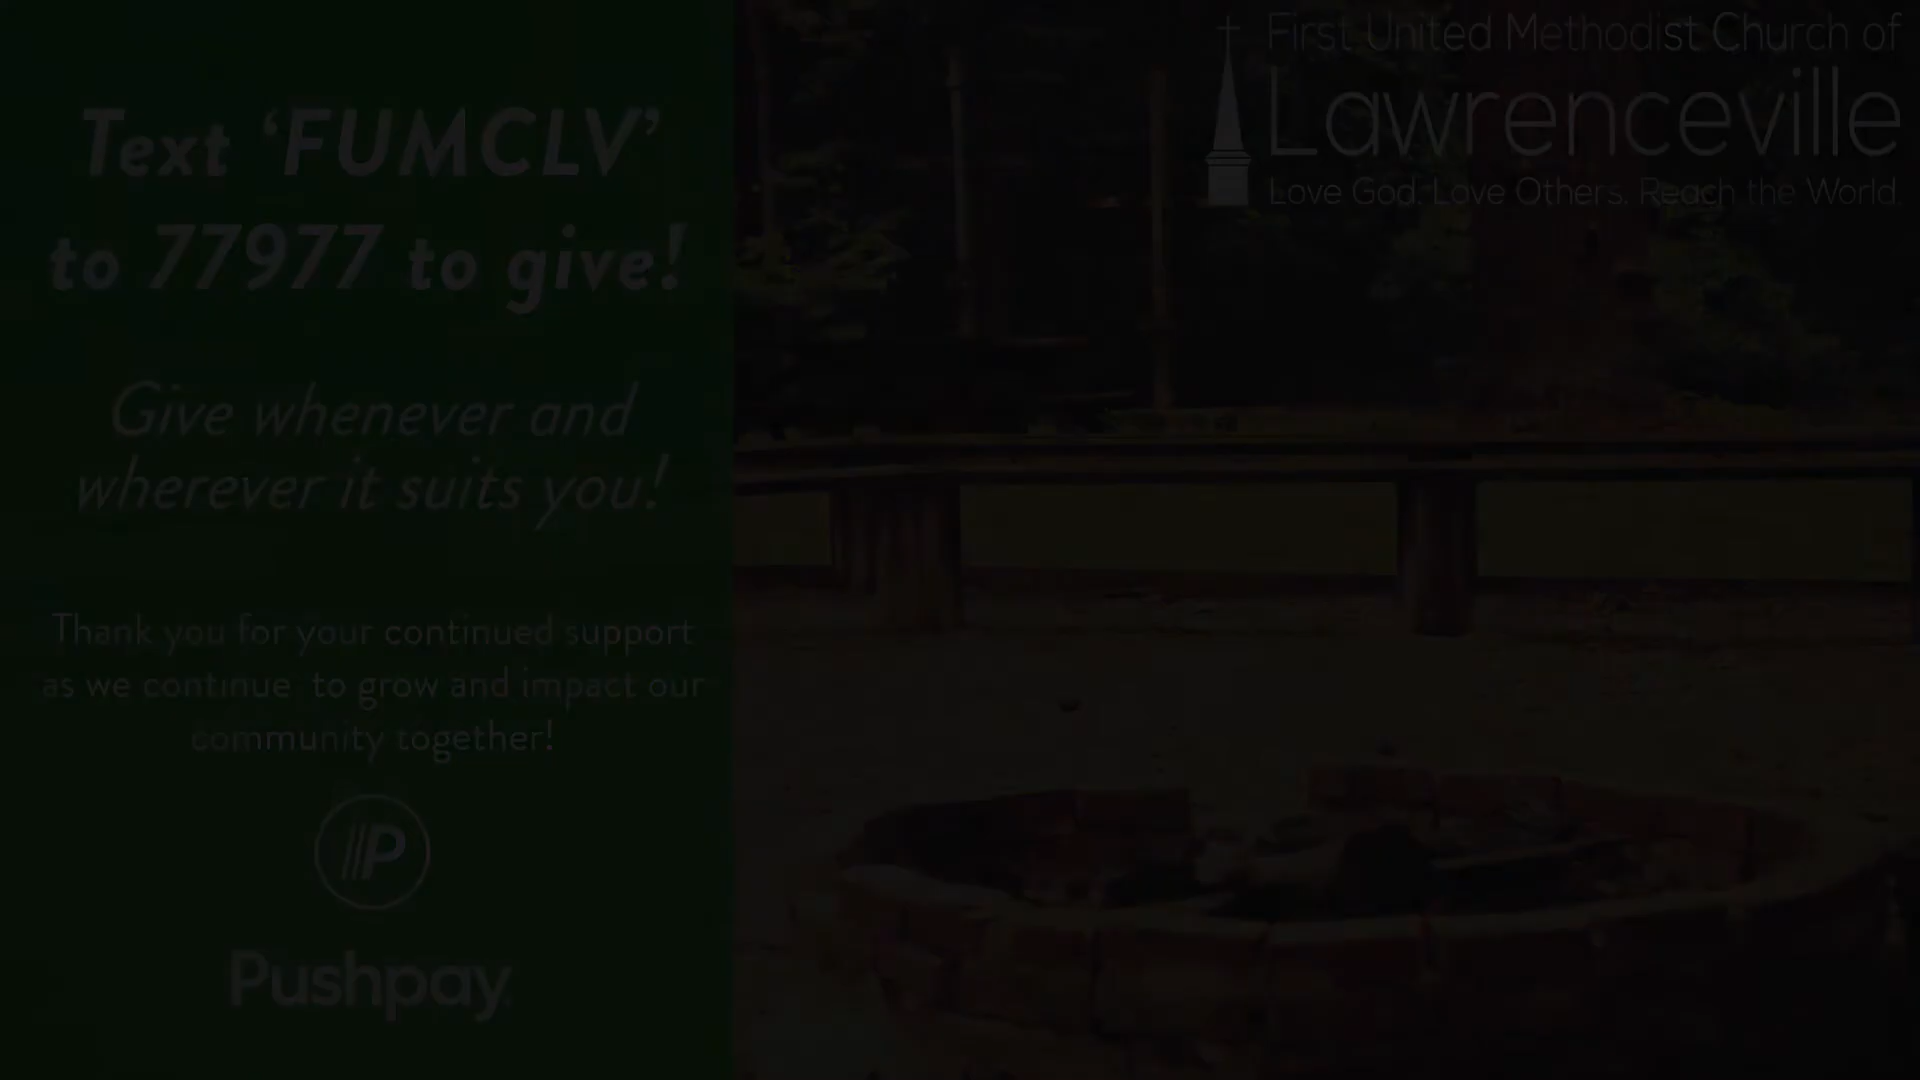 Text ‘FUMCLV’
to 77977 to give!
Give whenever and
wherever it suits you!
Thank you for your continued support
as we continue to grow and impact our
community together!
P
Pushpay
First United Methodist Church of
Lawrenceville
Love God. Love Others. Reach the World.